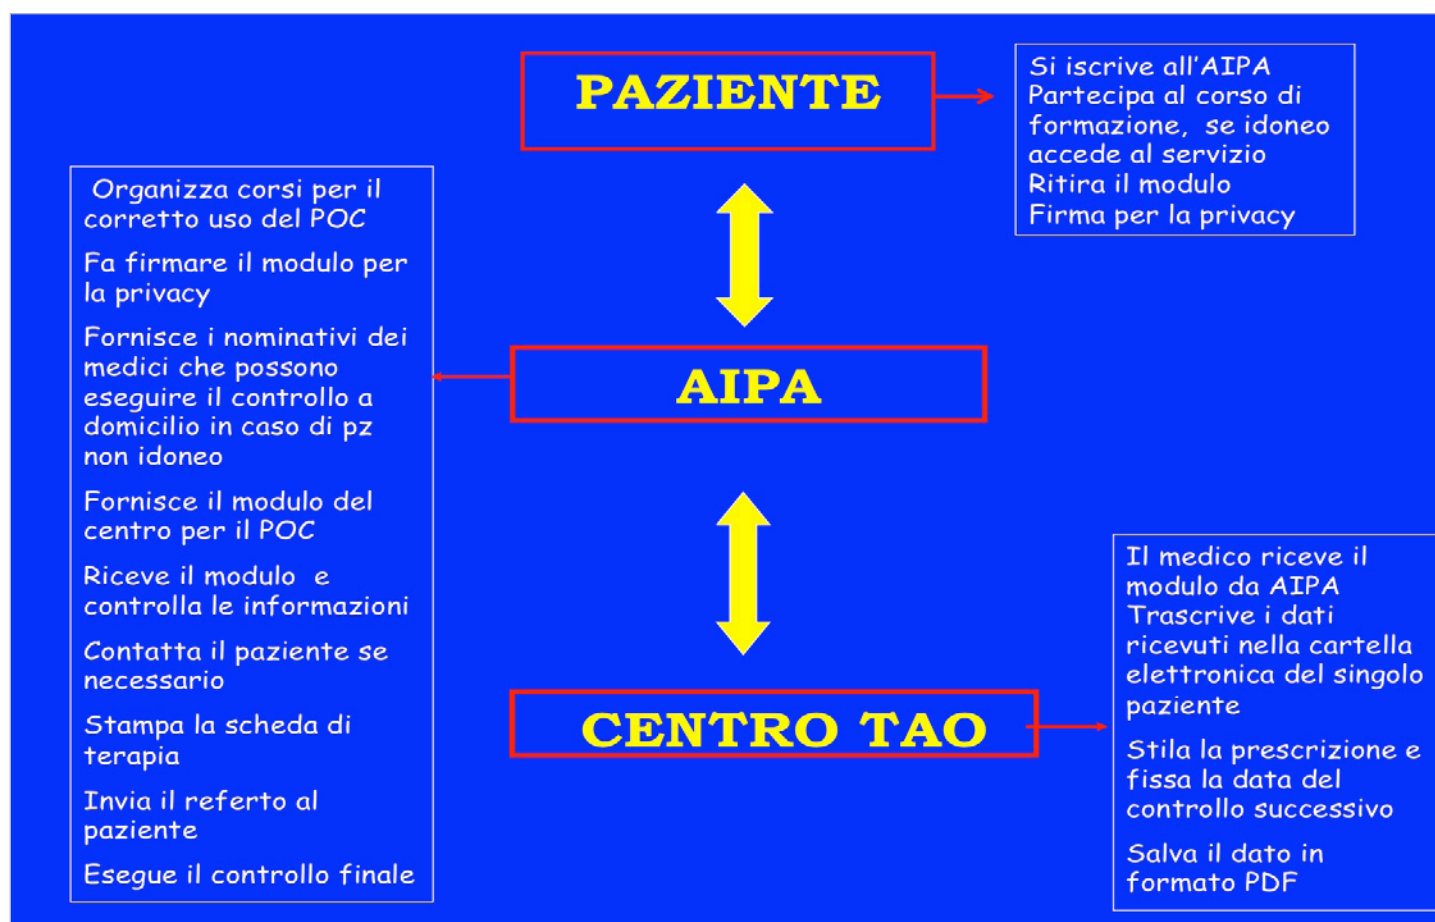 PAZIENTE
Si iscrive all'AIPA
Partecipa al corso di
formazione, se idoneo
accede al servizio
Ritira il modulo
Firma per la privacy
Organizza corsi per il
corretto uso del POC
Fa firmare il modulo per
la privacy
Fornisce i nominativi dei
medici che possono
eseguire il controllo a
domicilio in caso di pz
non idoneo
Fornisce il modulo del
centro per il POC
Riceve il modulo e
controlla le informazioni
Contatta il paziente se
necessario
Stampa la scheda di
terapia
Invia il referto al
paziente
Esegue il controllo finale
AIPA
CENTRO TAO
Il medico riceve il
modulo da AIPA
Trascrive i dati
ricevuti nella cartella
elettronica del singolo
paziente
Stila la prescrizione e
fissa la data del
controllo successivo
Salva il dato in
formato PDF